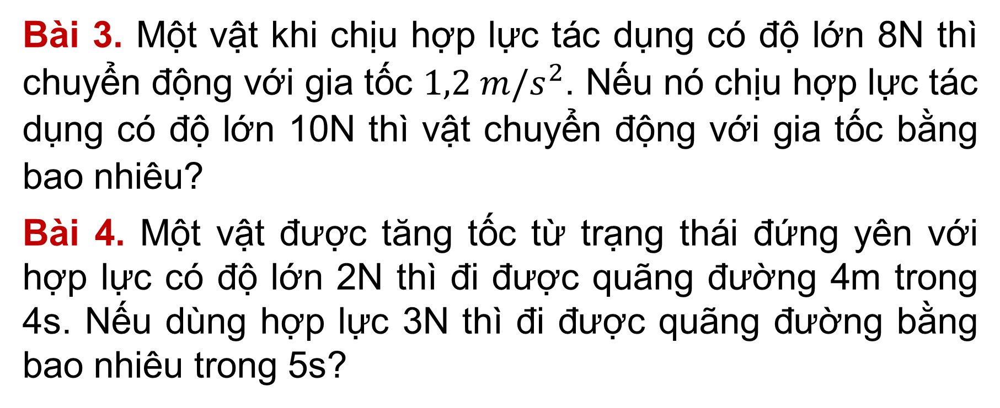 Bài 3. Một vật khi chịu hợp lực tác dụng có độ lớn 8N thì
chuyển động với gia tốc 1,2 m/s². Nếu nó chịu hợp lực tác
dụng có độ lớn 10N thì vật chuyển động với gia tốc bằng
bao nhiêu?
Bài 4. Một vật được tăng tốc từ trạng thái đứng yên với
hợp lực có độ lớn 2N thì đi được quãng đường 4m trong
4s. Nếu dùng hợp lực 3N thì đi được quãng đường bằng
bao nhiêu trong 5s?